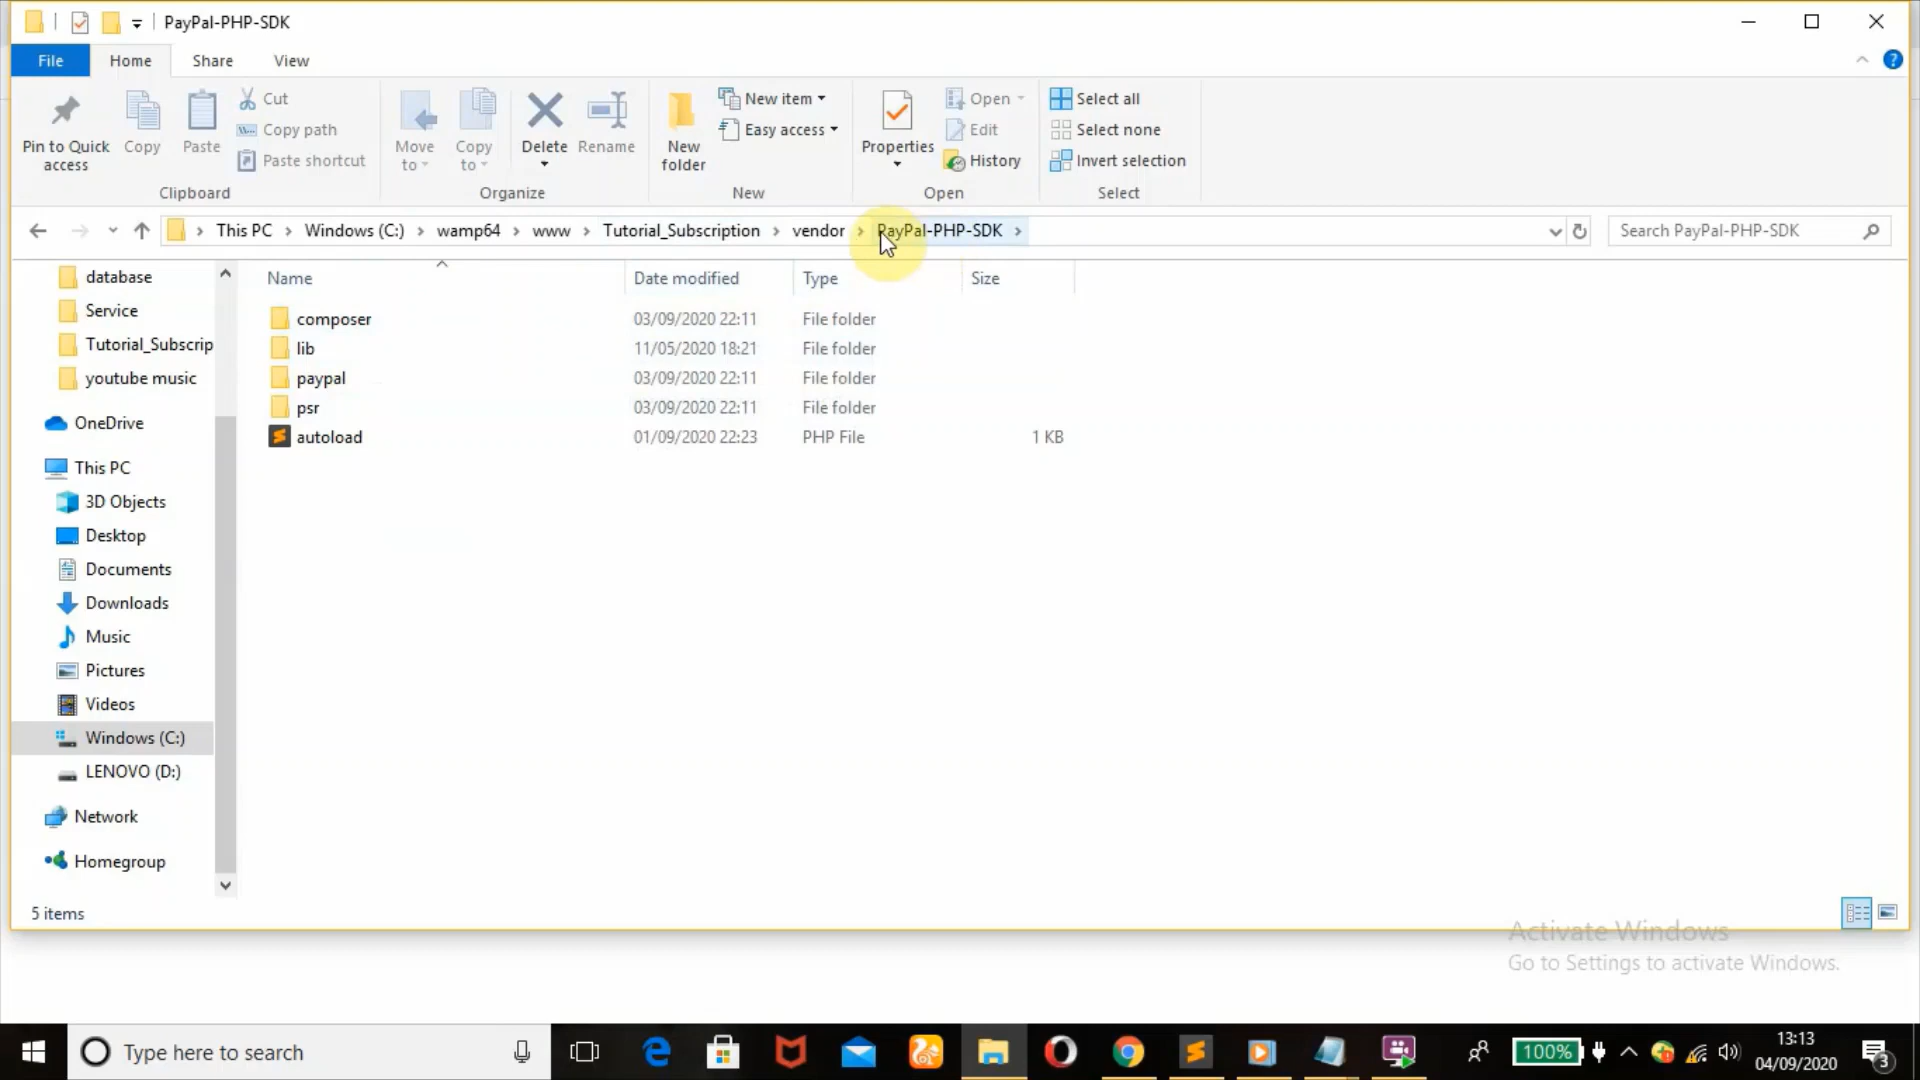 PayPal-PHP-SDK
File Home Share View
Pin to Quick access
Copy
Paste
Cut
Copy path
Paste shortcut
Clipboard
Move to
Copy to
Delete
Rename
Organize
New folder
New item
Easy access
New
Properties
Open
Edit
History
Open
Select all
Select none
Invert selection
Select
This PC > Windows (C:) > wamp64 > www > Tutorial_Subscription > vendor > PayPal-PHP-SDK >
Search PayPal-PHP-SDK
database
Service
Tutorial_Subscrip
youtube music
OneDrive
This PC
3D Objects
Desktop
Documents
Downloads
Music
Pictures
Videos
Windows (C:)
LENOVO (D:)
Network
Homegroup
Name Date modified Type Size
composer 03/09/2020 22:11 File folder
lib 11/05/2020 18:21 File folder
paypal 03/09/2020 22:11 File folder
psr 03/09/2020 22:11 File folder
autoload 01/09/2020 22:23 PHP File 1 KB
5 items
Activate Windows
Go to Settings to activate Windows.
Type here to search
100%
13:13
04/09/2020
3